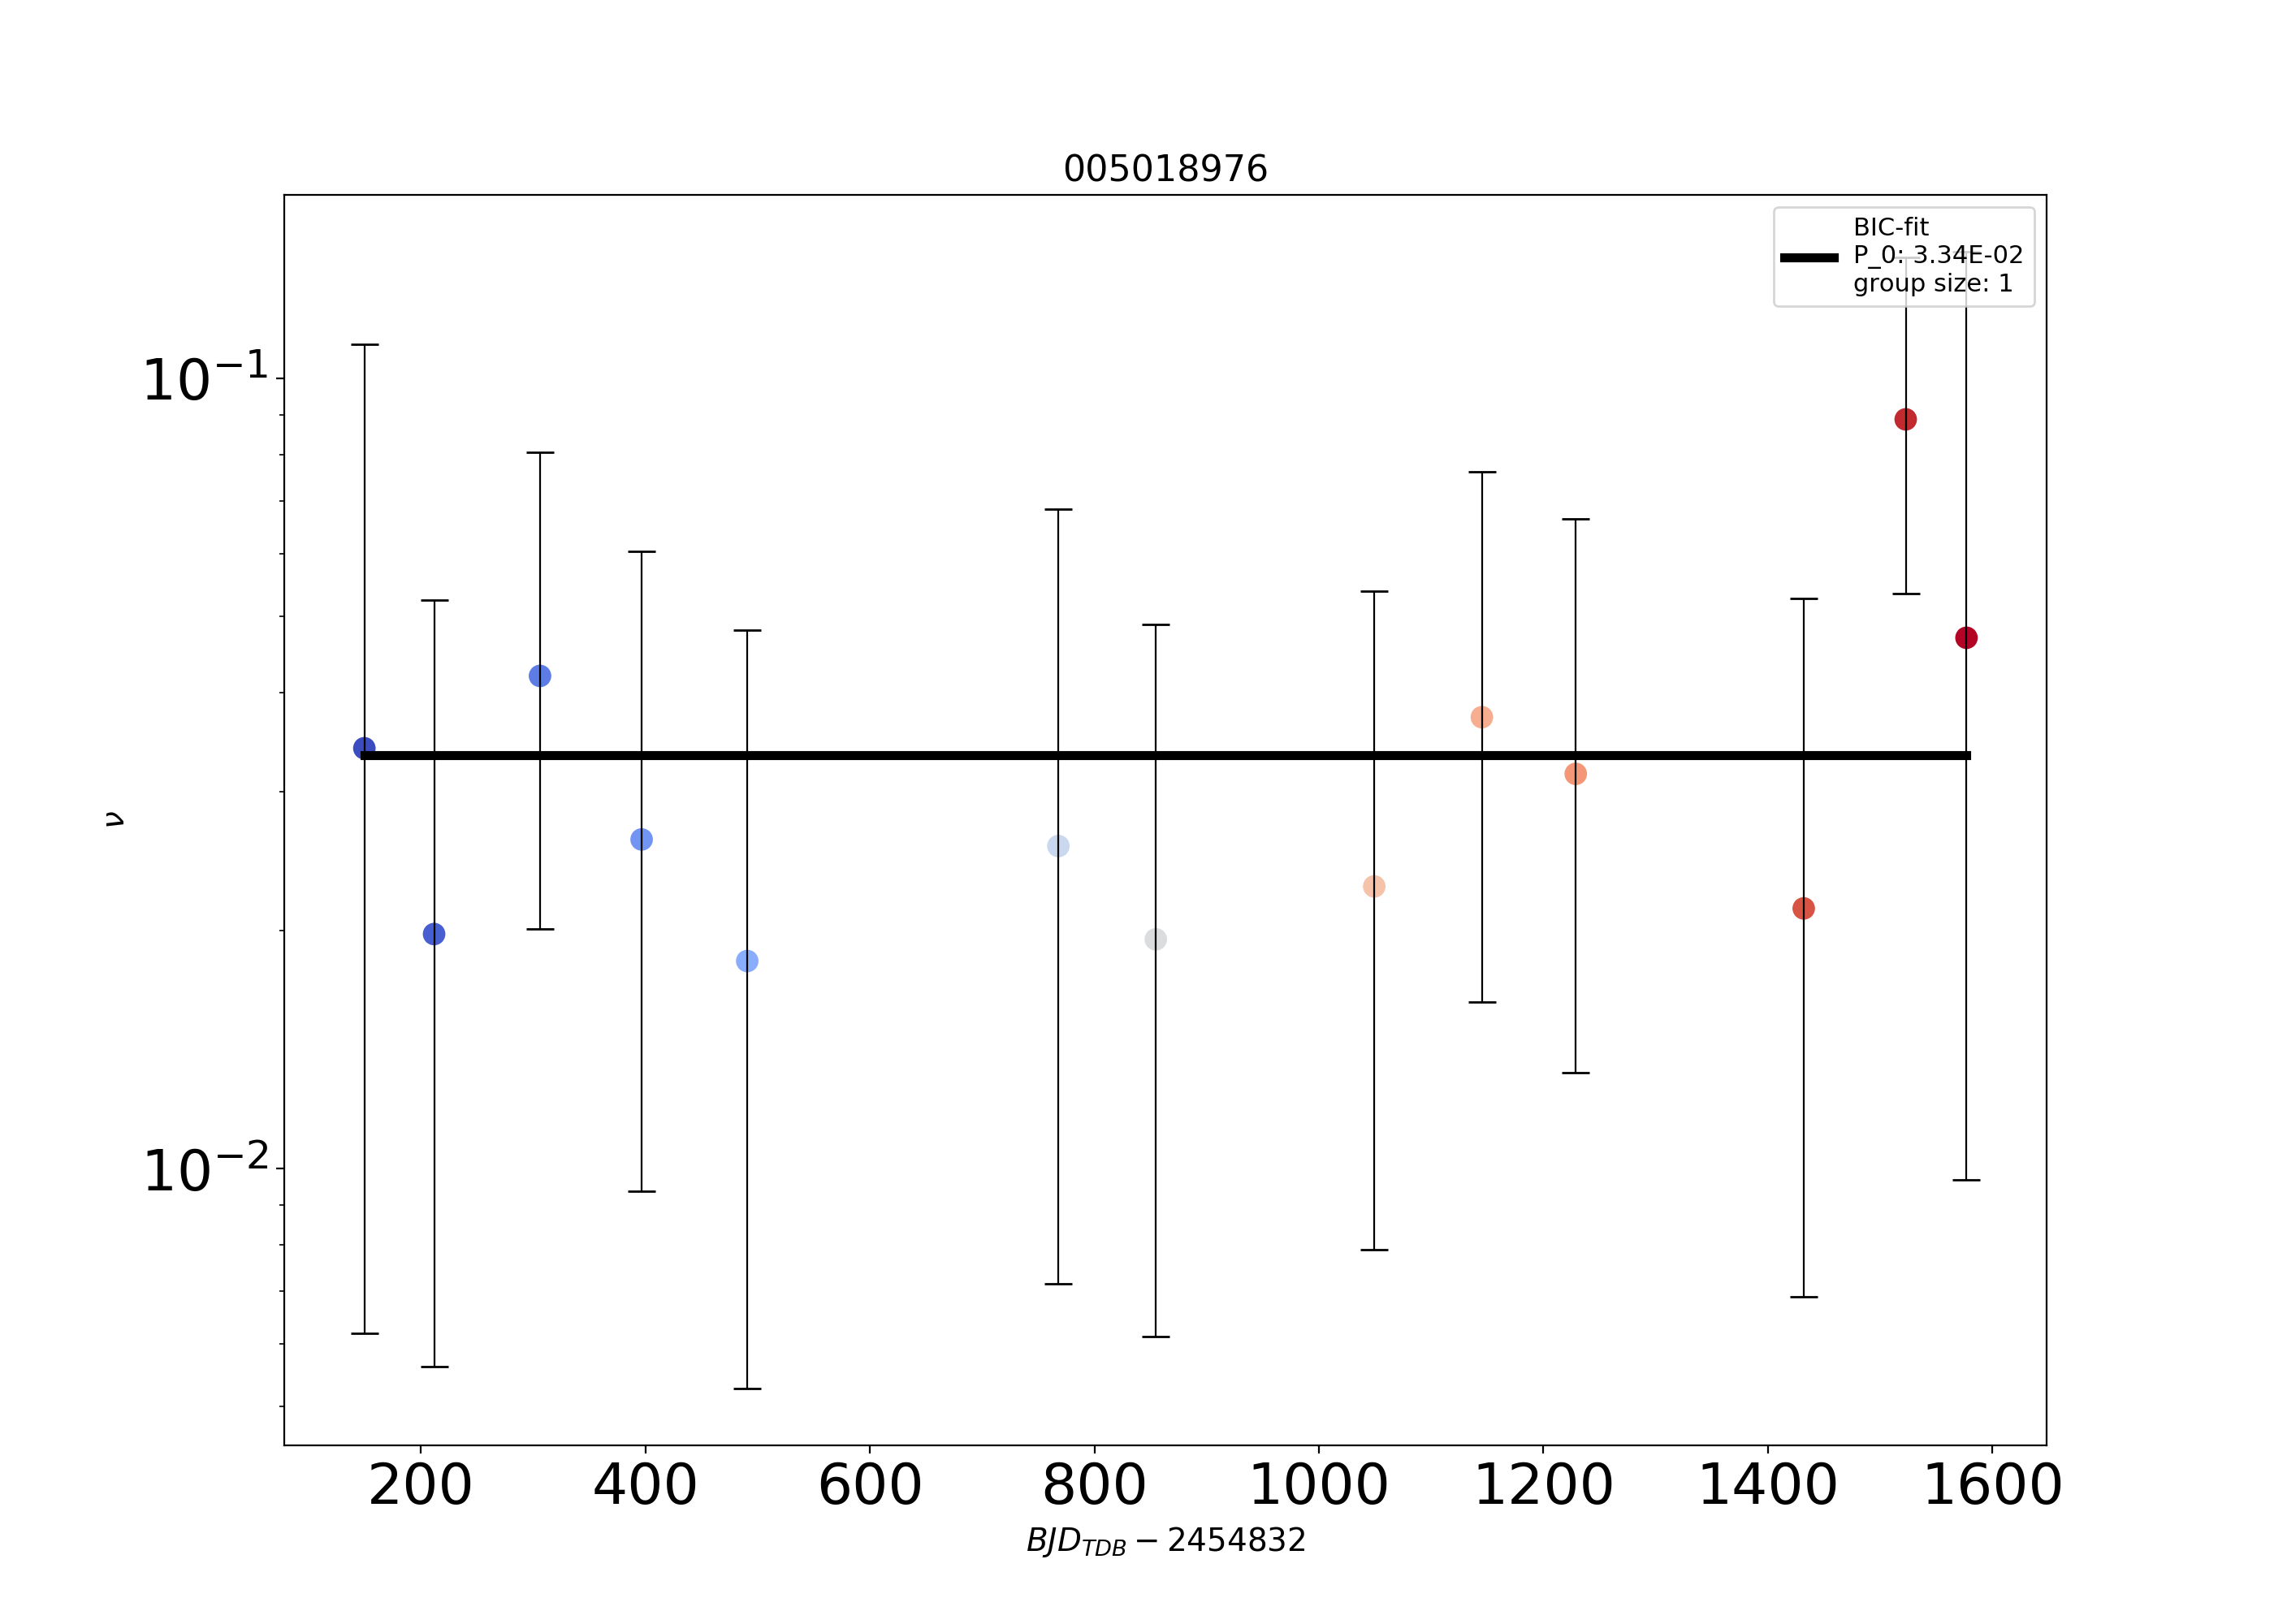 005018976
BIC-fit
P_0: 3.34E-02
group size: 1
10⁻¹
10⁻²
ν
200 400 600 800 1000 1200 1400 1600
BJD_TDB − 2454832